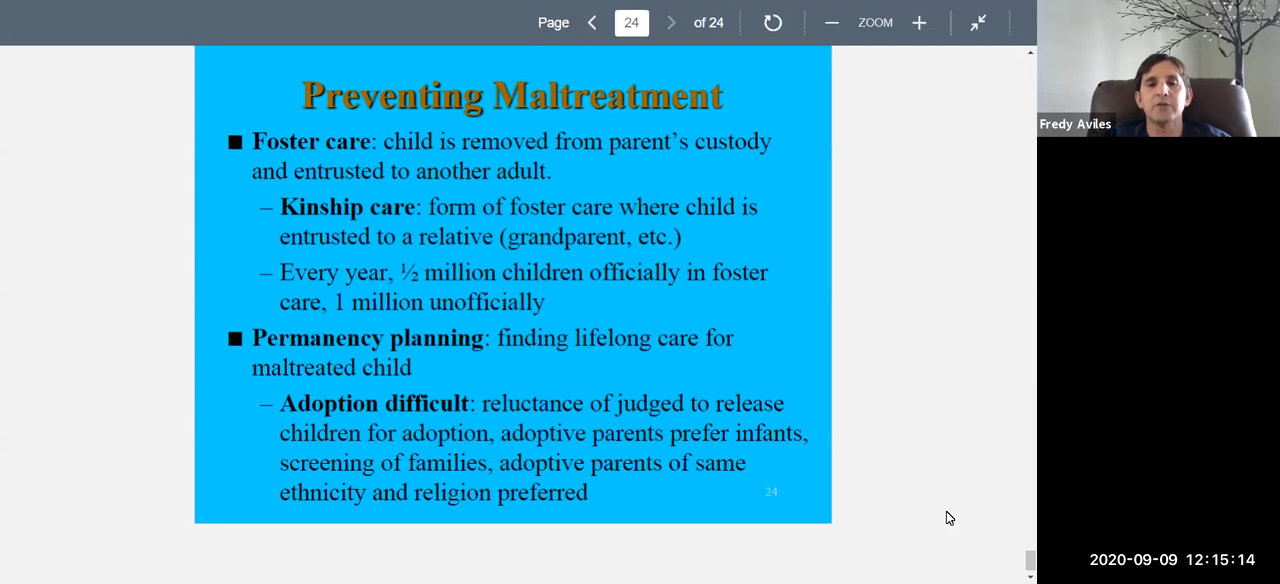 Page 24 of 24 ZOOM
Preventing Maltreatment
■ Foster care: child is removed from parent's custody
and entrusted to another adult.
– Kinship care: form of foster care where child is
entrusted to a relative (grandparent, etc.)
– Every year, ½ million children officially in foster
care, 1 million unofficially
■ Permanency planning: finding lifelong care for
maltreated child
– Adoption difficult: reluctance of judged to release
children for adoption, adoptive parents prefer infants,
screening of families, adoptive parents of same
ethnicity and religion preferred
24
Fredy Aviles
2020-09-09 12:15:14